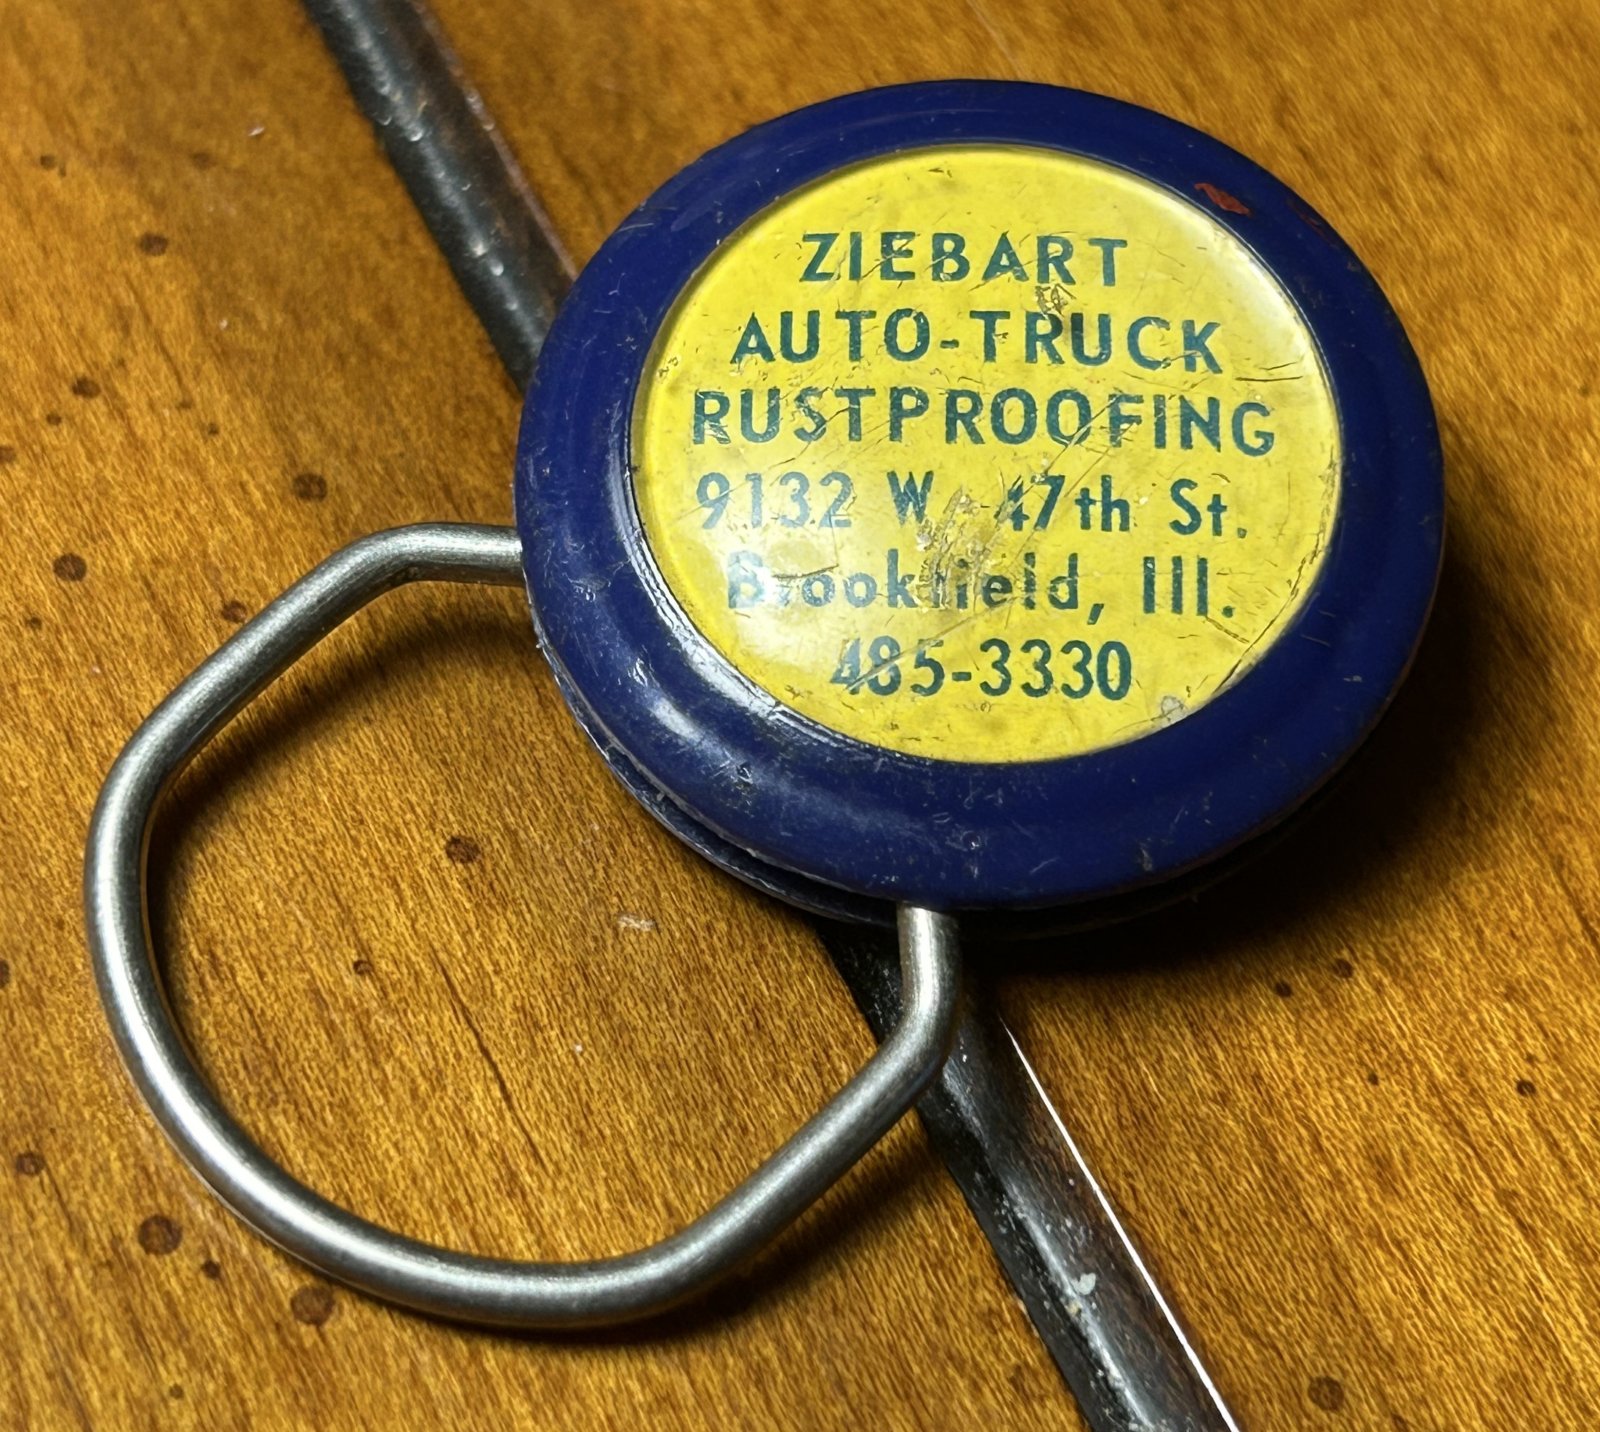 ZIEBART
AUTO-TRUCK
RUSTPROOFING
9132 W. 47th St.
Brookfield, Ill.
485-3330